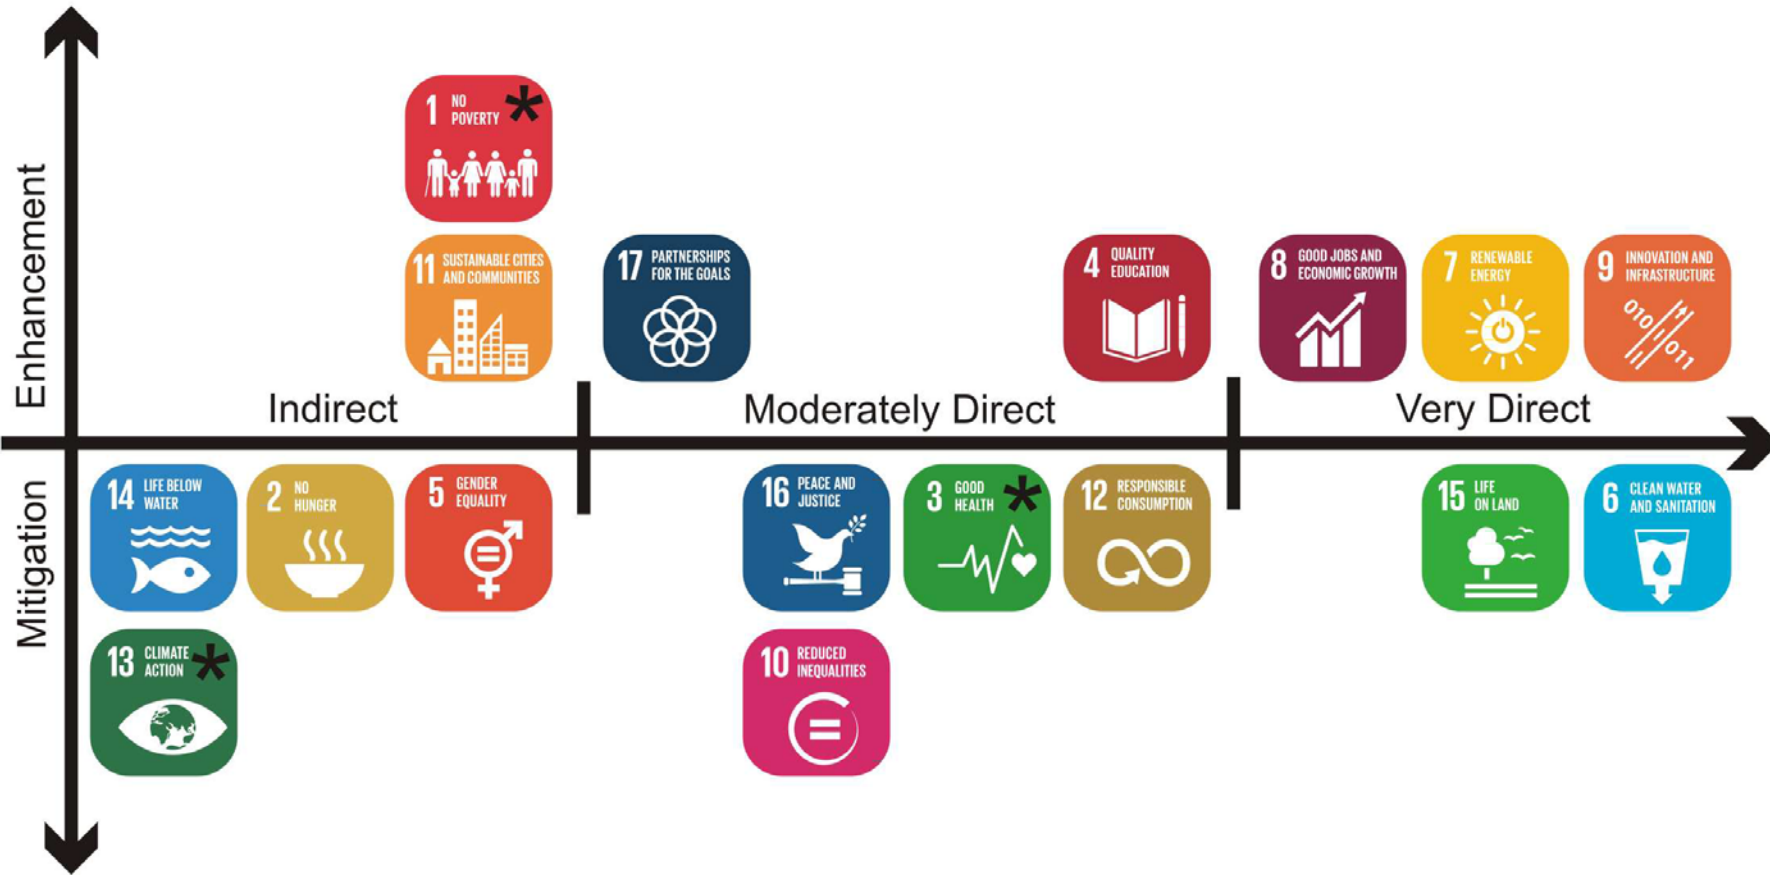 1 NO
POVERTY *
11 SUSTAINABLE CITIES
AND COMMUNITIES
17 PARTNERSHIPS
FOR THE GOALS
4 QUALITY
EDUCATION
8 GOOD JOBS AND
ECONOMIC GROWTH
7 RENEWABLE
ENERGY
9 INNOVATION AND
INFRASTRUCTURE
010
1
011
Enhancement
Indirect
Moderately Direct
Very Direct
Mitigation
14 LIFE BELOW
WATER
2 NO
HUNGER
5 GENDER
EQUALITY
16 PEACE AND
JUSTICE
3 GOOD
HEALTH *
12 RESPONSIBLE
CONSUMPTION
15 LIFE
ON LAND
6 CLEAN WATER
AND SANITATION
13 CLIMATE
ACTION *
10 REDUCED
INEQUALITIES